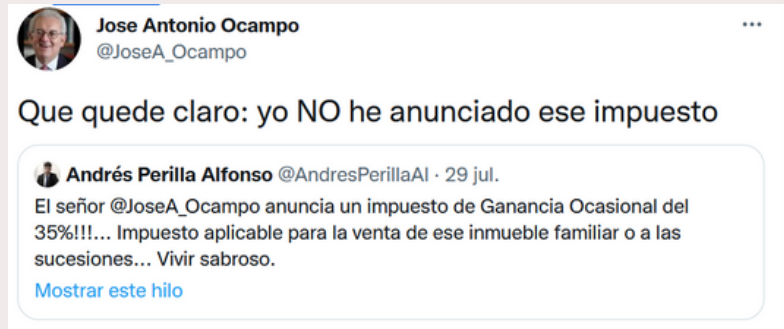 Jose Antonio Ocampo
@JoseA_Ocampo
Que quede claro: yo NO he anunciado ese impuesto
Andrés Perilla Alfonso @AndresPerillaAl · 29 jul.
El señor @JoseA_Ocampo anuncia un impuesto de Ganancia Ocasional del
35%!!!... Impuesto aplicable para la venta de ese inmueble familiar o a las
sucesiones... Vivir sabroso.
Mostrar este hilo